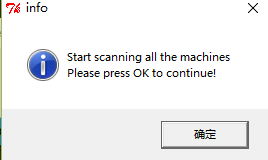 info
Start scanning all the machines
Please press OK to continue!
确定